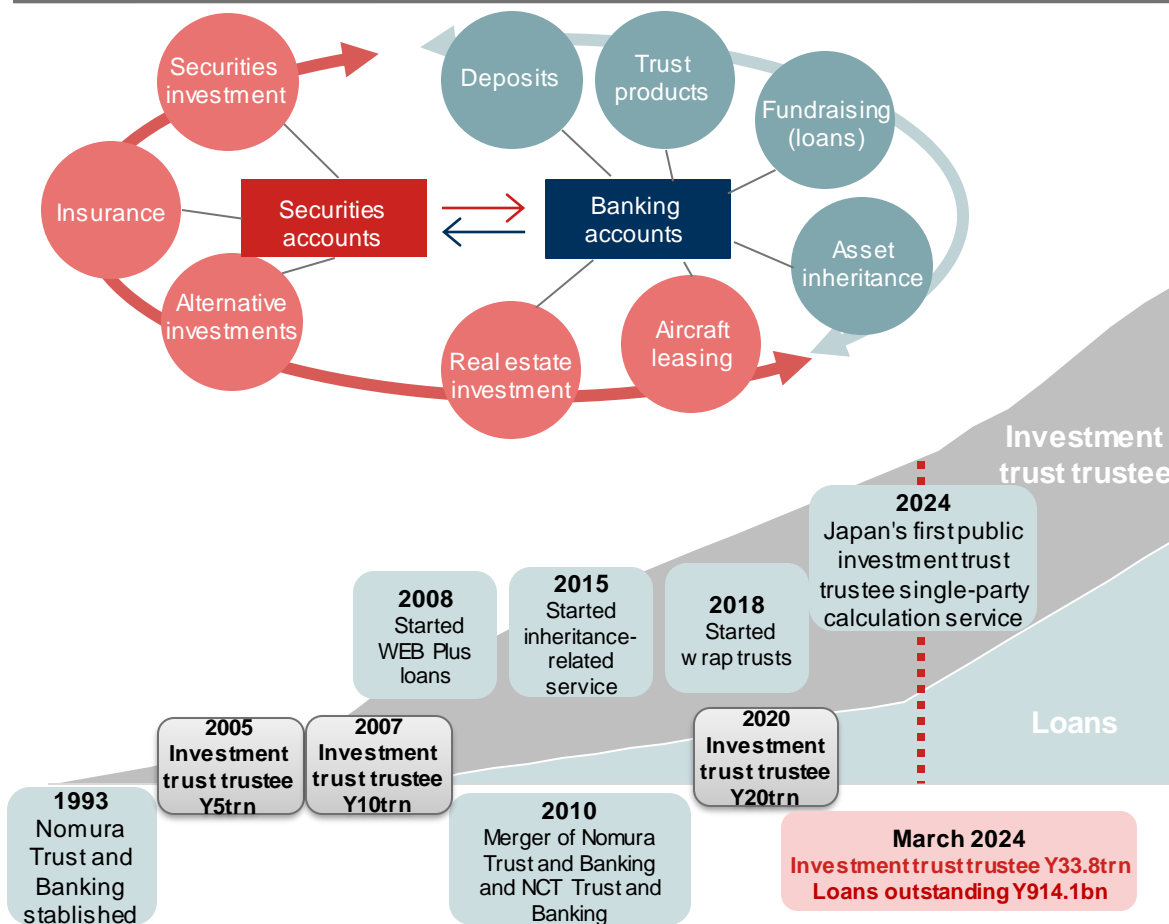 Securities
investment
Deposits
Trust
products
Fundraising
(loans)
Insurance
Securities
accounts
Banking
accounts
Asset
inheritance
Alternative
investments
Real estate
investment
Aircraft
leasing
Investment
trust trustee
2024
Japan's first public
investment trust
trustee single-party
calculation service
2008
Started
WEB Plus
loans
2015
Started
inheritance-
related
service
2018
Started
wrap trusts
Loans
2005
Investment
trust trustee
Y5trn
2007
Investment
trust trustee
Y10trn
2020
Investment
trust trustee
Y20trn
1993
Nomura
Trust and
Banking
stablished
2010
Merger of Nomura
Trust and Banking
and NCT Trust and
Banking
March 2024
Investment trust trustee Y33.8trn
Loans outstanding Y914.1bn